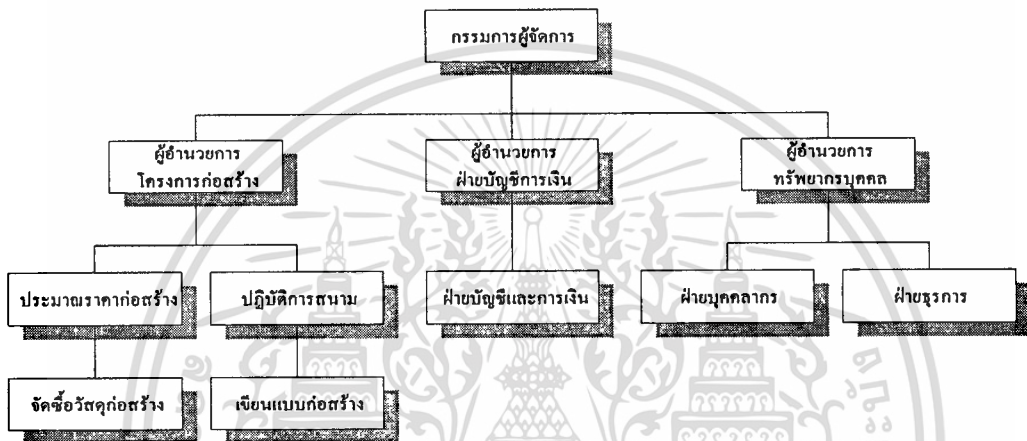 กรรมการผู้จัดการ
ผู้อำนวยการ
โครงการก่อสร้าง
ผู้อำนวยการ
ฝ่ายบัญชีการเงิน
ผู้อำนวยการ
ทรัพยากรบุคคล
ประมาณราคาก่อสร้าง
ปฏิบัติการสนาม
ฝ่ายบัญชีและการเงิน
ฝ่ายบุคคลากร
ฝ่ายธุรการ
จัดซื้อวัสดุก่อสร้าง
เขียนแบบก่อสร้าง